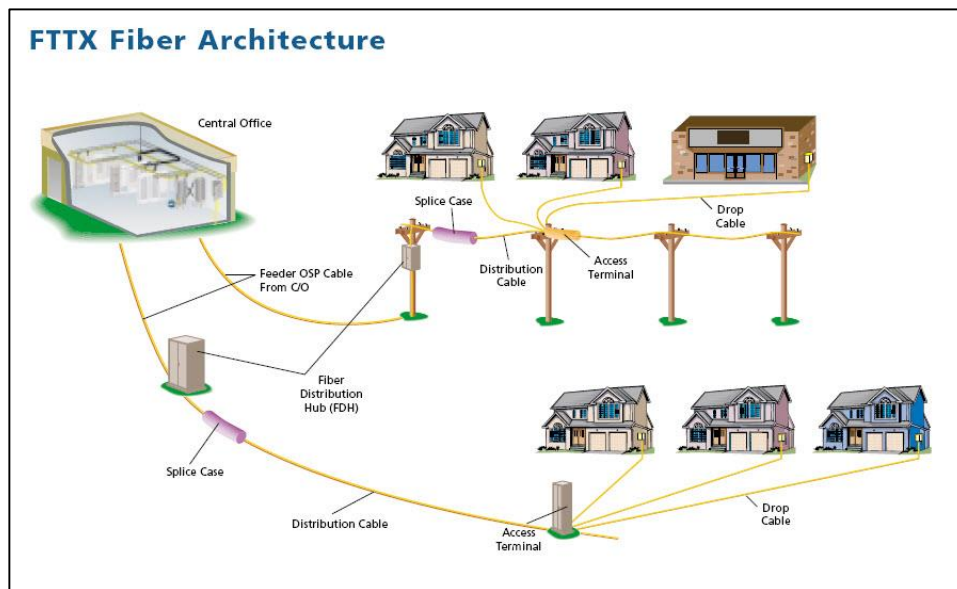 FTTX Fiber Architecture
Central Office
Splice Case
Drop
Cable
Distribution
Cable
Access
Terminal
Feeder OSP Cable
From C/O
Fiber
Distribution
Hub (FDH)
Splice Case
Distribution Cable
Access
Terminal
Drop
Cable